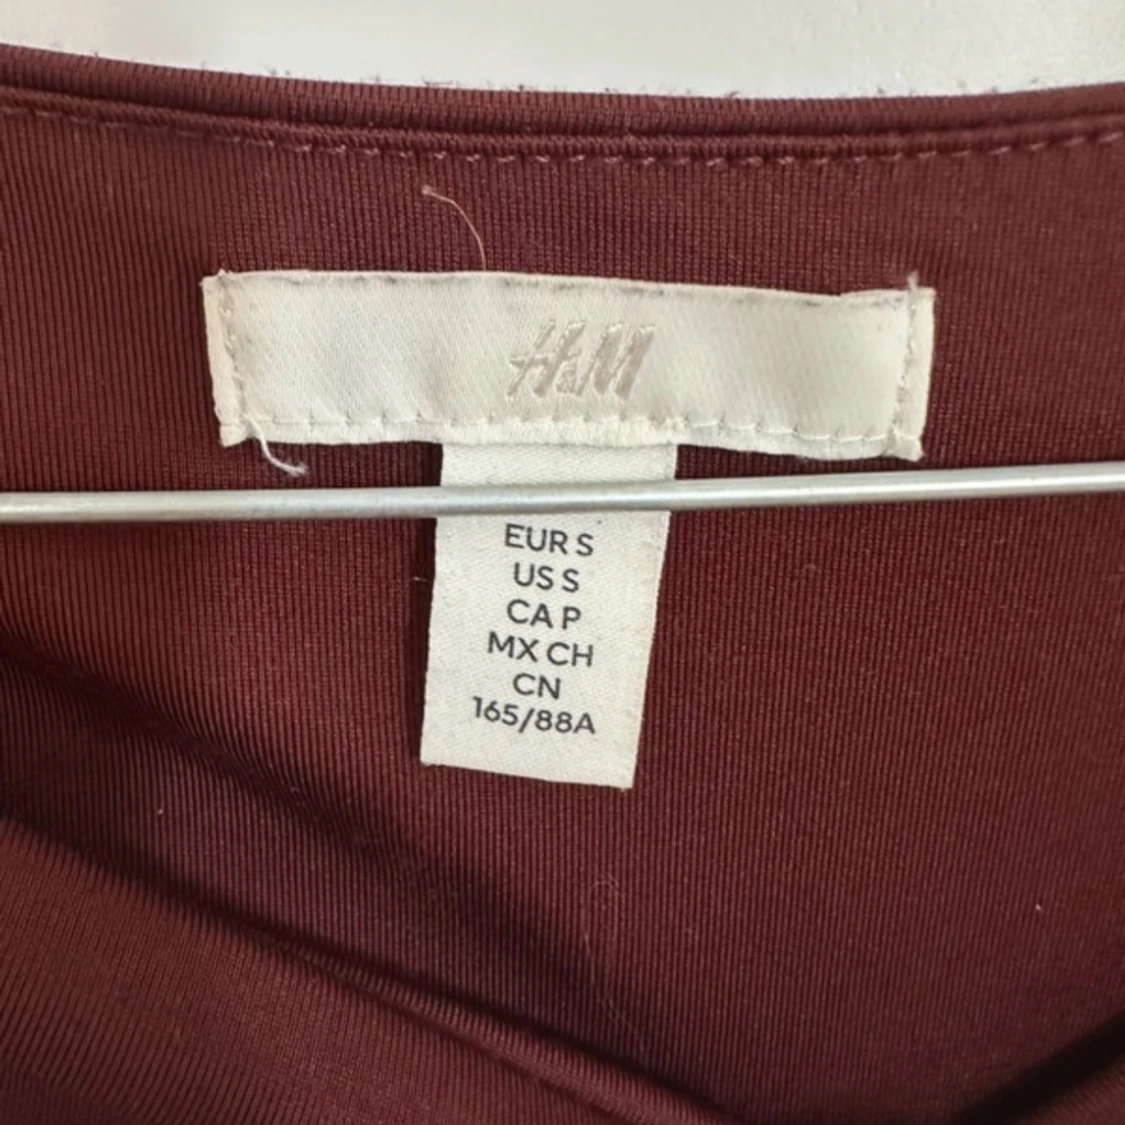 H&M
EUR S
US S
CA P
MX CH
CN
165/88A